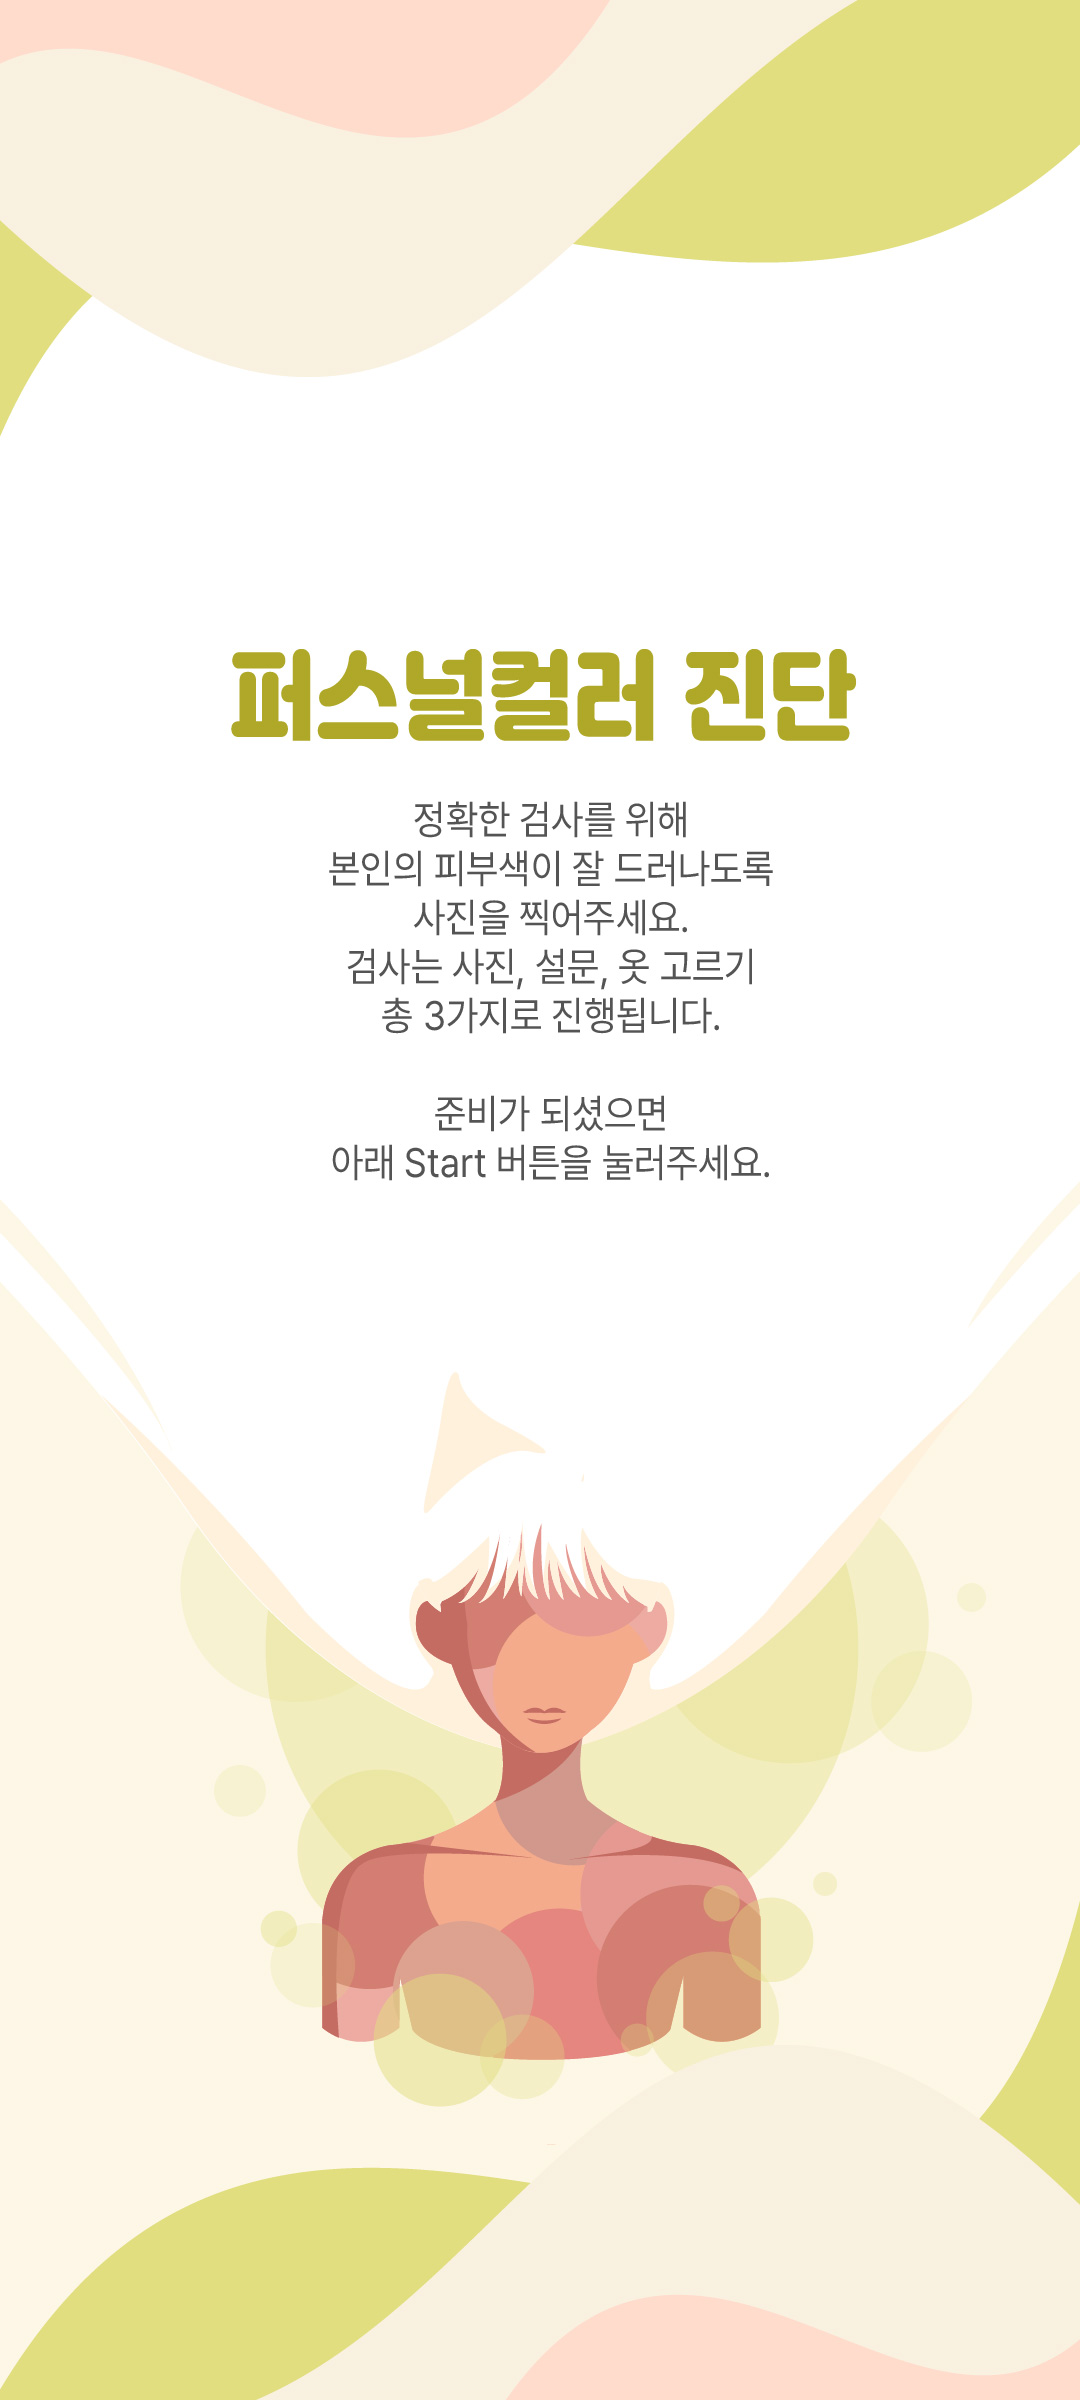 퍼스널컬러 진단
정확한 검사를 위해
본인의 피부색이 잘 드러나도록
사진을 찍어주세요.
검사는 사진, 설문, 옷 고르기
총 3가지로 진행됩니다.
준비가 되셨으면
아래 Start 버튼을 눌러주세요.